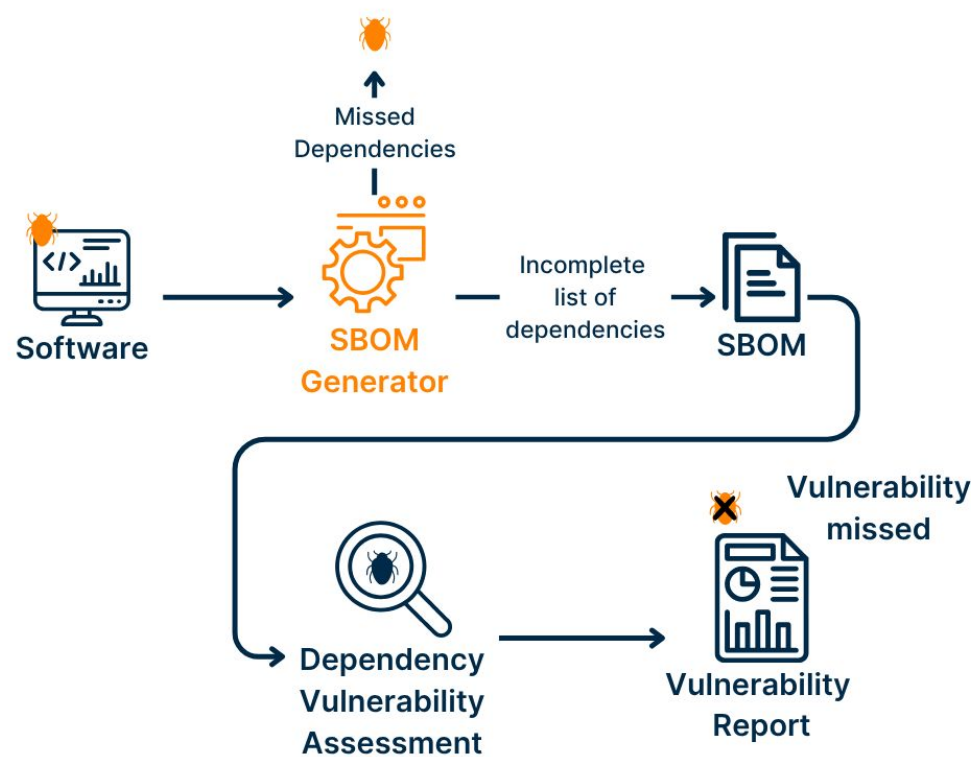 Missed
Dependencies
</>
Software
SBOM
Generator
Incomplete
list of
dependencies
SBOM
Vulnerability
missed
Dependency
Vulnerability
Assessment
Vulnerability
Report